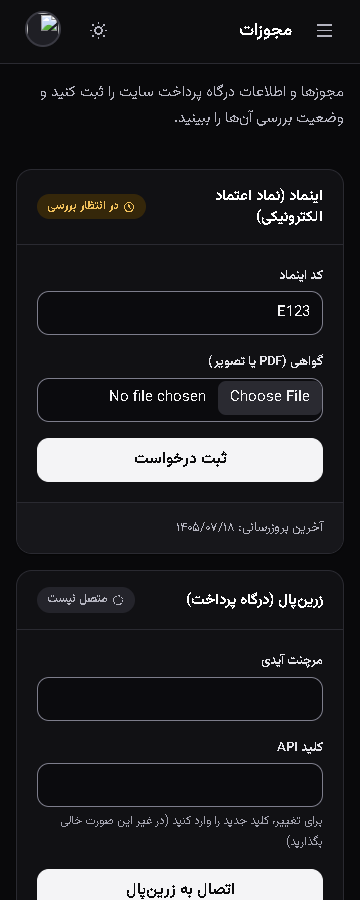 مجوزات
مجوزها و اطلاعات درگاه پرداخت سایت را ثبت کنید و
وضعیت بررسی آن‌ها را ببینید.
اینماد (نماد اعتماد
الکترونیکی)
در انتظار بررسی
کد اینماد
E123
گواهی (PDF یا تصویر)
Choose File No file chosen
ثبت درخواست
آخرین بروزرسانی: ۱۴۰۵/۰۷/۱۸
زرین‌پال (درگاه پرداخت)
متصل نیست
مرچنت آیدی
کلید API
برای تغییر، کلید جدید را وارد کنید (در غیر این صورت خالی
بگذارید)
اتصال به زرین‌پال